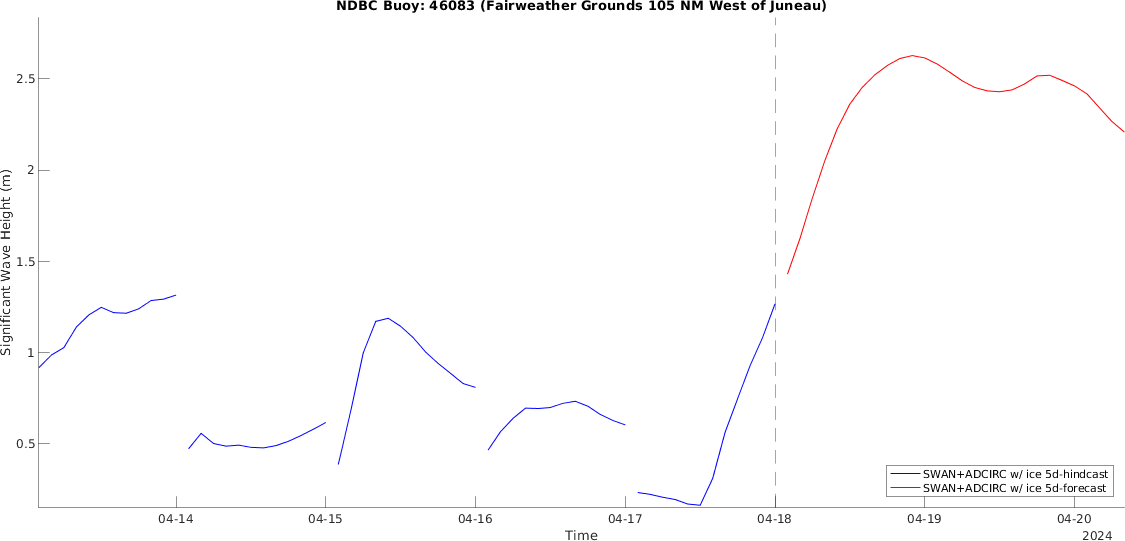 NDBC Buoy: 46083 (Fairweather Grounds 105 NM West of Juneau)
Significant Wave Height (m)
2.5
2
1.5
1
0.5
SWAN+ADCIRC w/ ice 5d-hindcast
SWAN+ADCIRC w/ ice 5d-forecast
04-14 04-15 04-16 04-17 04-18 04-19 04-20
Time
2024